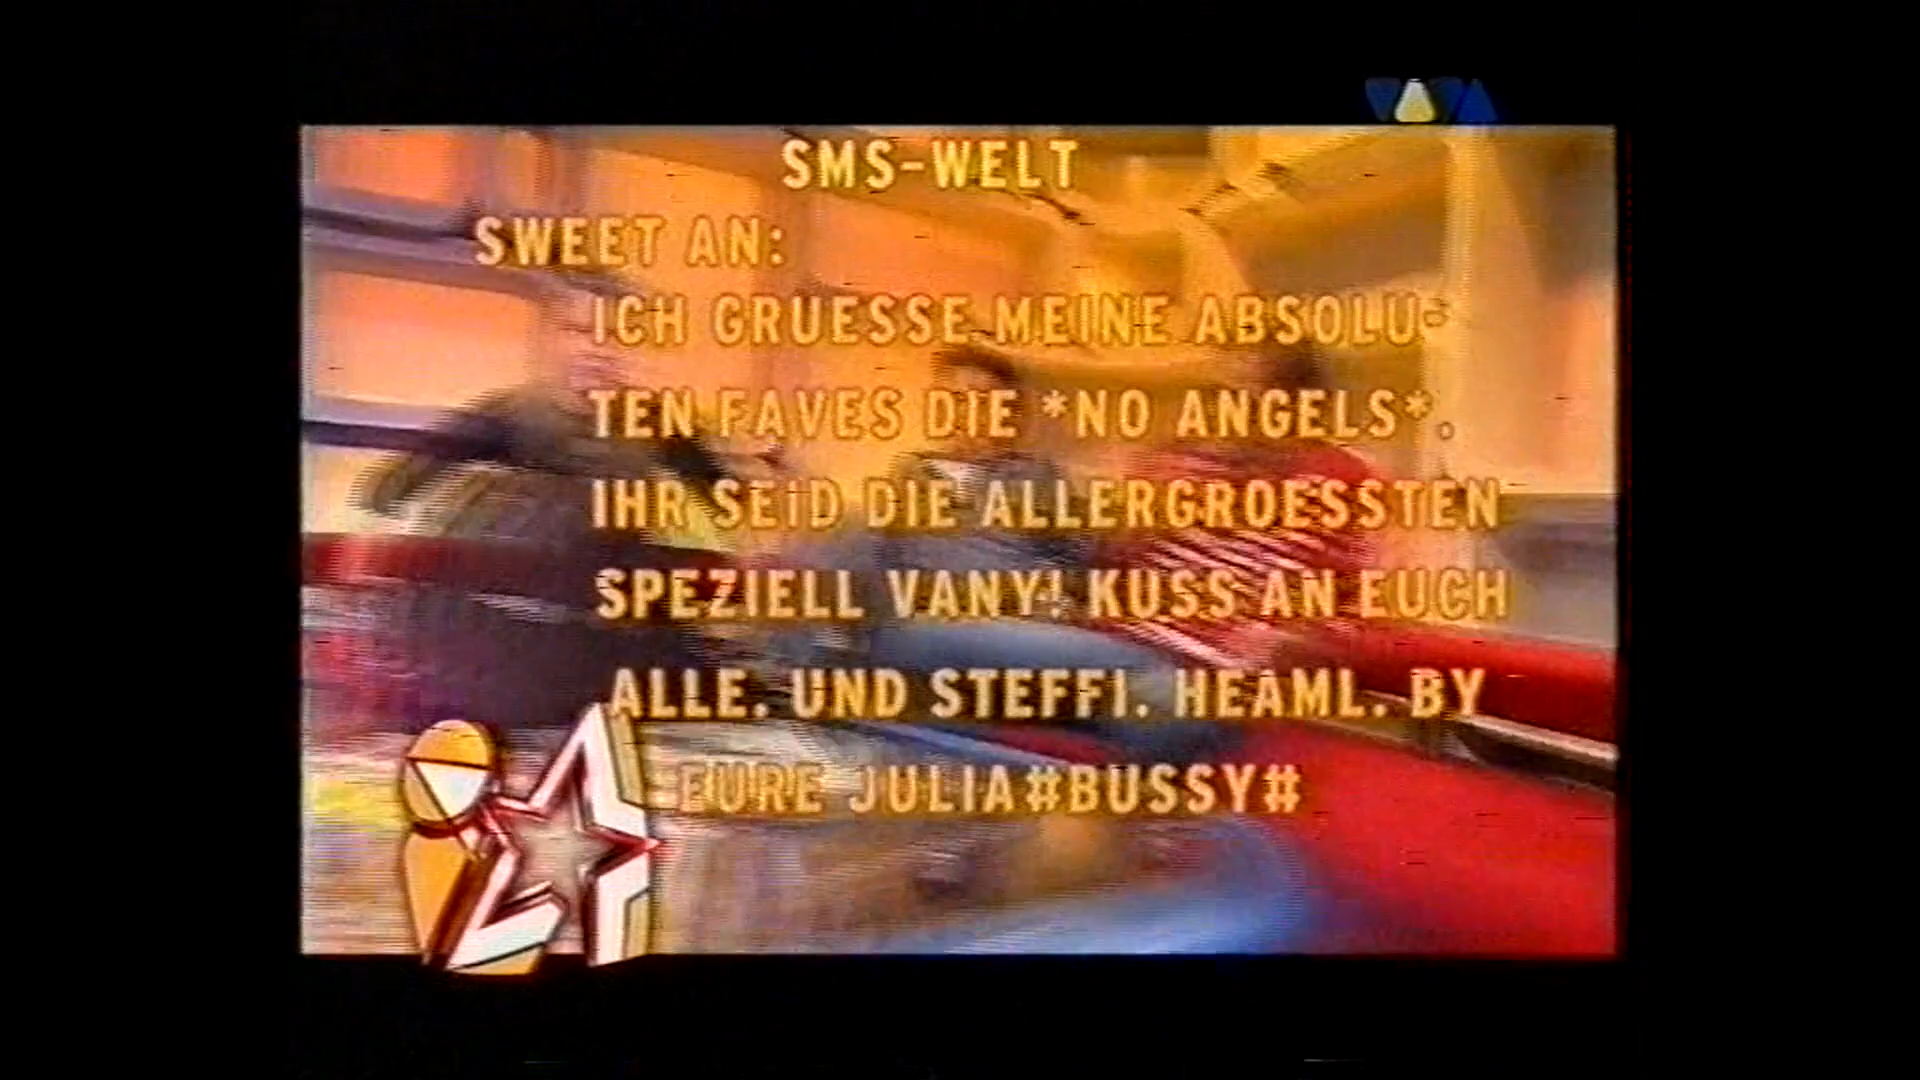 VIVA
SMS-WELT
SWEET AN:
ICH GRUESSE MEINE ABSOLU-
TEN FAVES DIE *NO ANGELS*.
IHR SEID DIE ALLERGROESSTEN
SPEZIELL VANY! KUSS AN EUCH
ALLE. UND STEFFI. HEAML. BY
EURE JULIA#BUSSY#